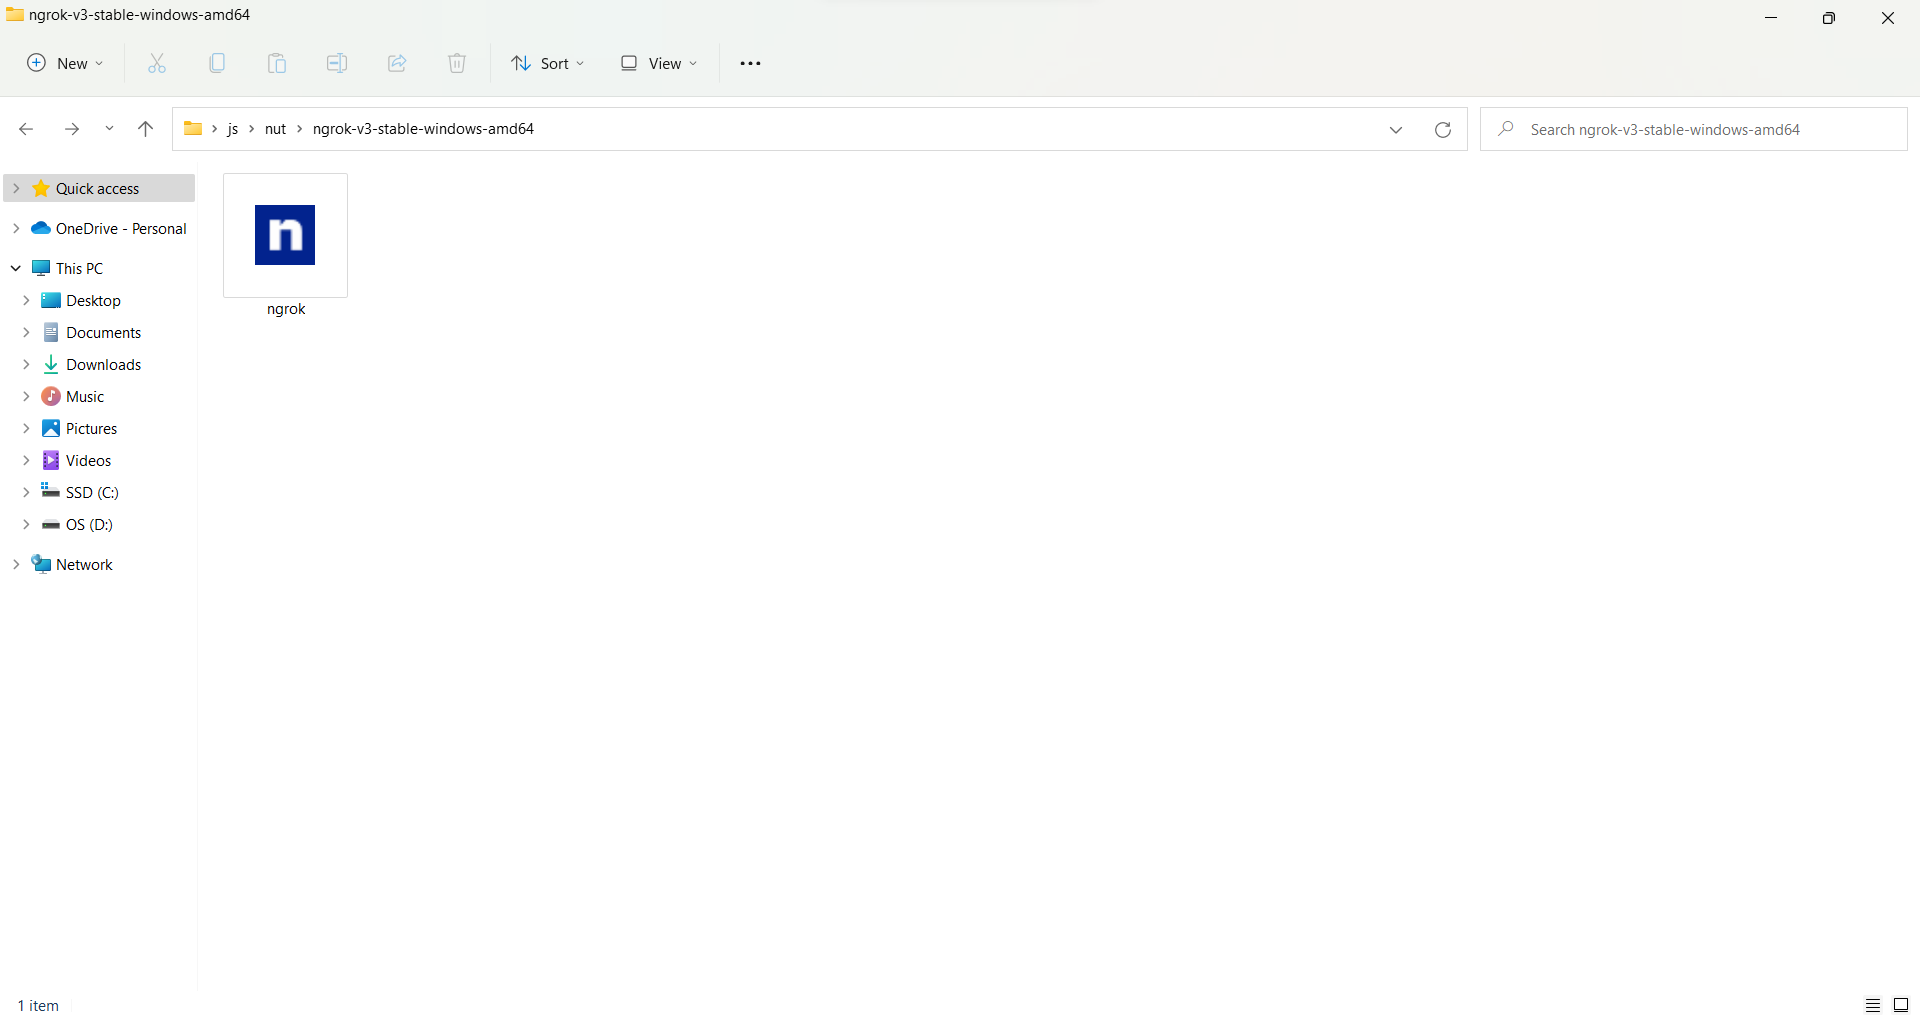 ngrok-v3-stable-windows-amd64
New
Sort
View
js
nut
ngrok-v3-stable-windows-amd64
Search ngrok-v3-stable-windows-amd64
Quick access
OneDrive - Personal
This PC
Desktop
Documents
Downloads
Music
Pictures
Videos
SSD (C:)
OS (D:)
Network
n
ngrok
1 item